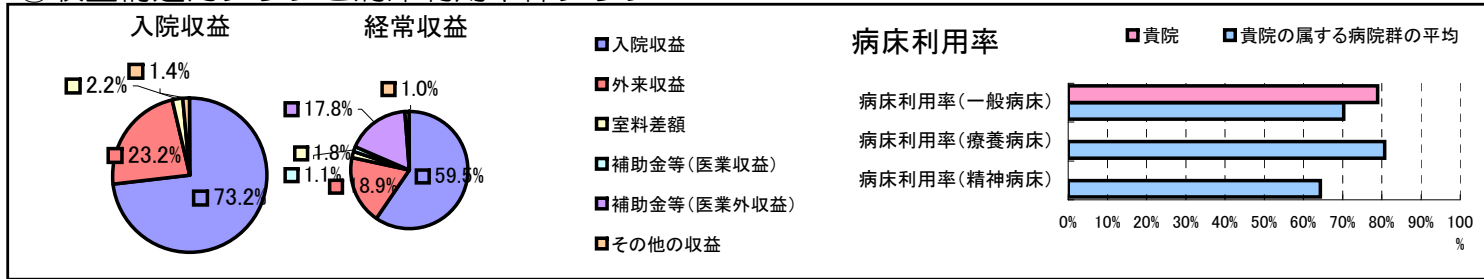 入院収益
1.4%
2.2%
23.2%
73.2%
経常収益
1.0%
17.8%
1.8%
1.1%
18.9%
59.5%
入院収益
外来収益
室料差額
補助金等(医業収益)
補助金等(医業外収益)
その他の収益
病床利用率
貴院
貴院の属する病院群の平均
病床利用率(一般病床)
病床利用率(療養病床)
病床利用率(精神病床)
0% 10% 20% 30% 40% 50% 60% 70% 80% 90% 100
%